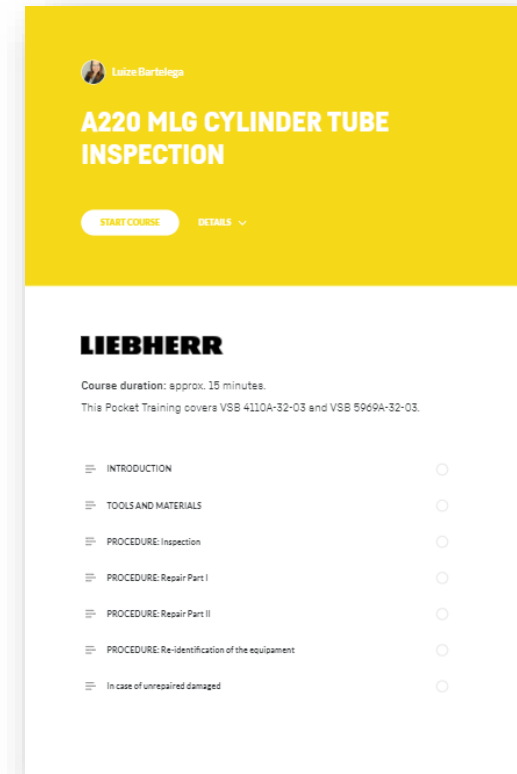 Luize Bartelega
A220 MLG CYLINDER TUBE
INSPECTION
START COURSE
DETAILS
LIEBHERR
Course duration: approx. 15 minutes.
This Pocket Training covers VSB 4110A-32-03 and VSB 5969A-32-03.
INTRODUCTION
TOOLS AND MATERIALS
PROCEDURE: Inspection
PROCEDURE: Repair Part I
PROCEDURE: Repair Part II
PROCEDURE: Re-identification of the equipament
In case of unrepaired damaged